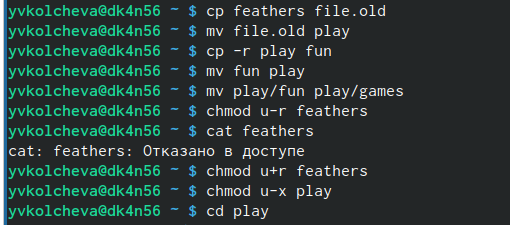 yvkolcheva@dk4n56 ~ $ cp feathers file.old
yvkolcheva@dk4n56 ~ $ mv file.old play
yvkolcheva@dk4n56 ~ $ cp -r play fun
yvkolcheva@dk4n56 ~ $ mv fun play
yvkolcheva@dk4n56 ~ $ mv play/fun play/games
yvkolcheva@dk4n56 ~ $ chmod u-r feathers
yvkolcheva@dk4n56 ~ $ cat feathers
cat: feathers: Отказано в доступе
yvkolcheva@dk4n56 ~ $ chmod u+r feathers
yvkolcheva@dk4n56 ~ $ chmod u-x play
yvkolcheva@dk4n56 ~ $ cd play